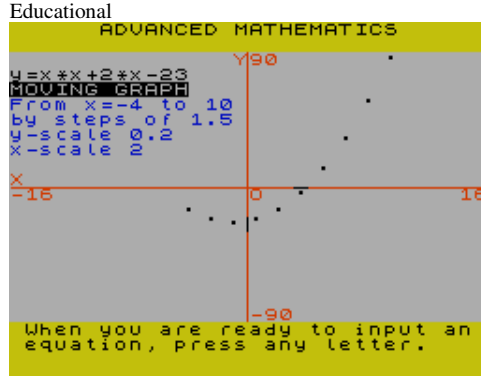 Educational
ADVANCED MATHEMATICS
Y90
y=x*x+2*x-23
MOVING GRAPH
From x=-4 to 10
by steps of 1.5
y-scale 0.2
x-scale 2
X
-16 0 16
-90
When you are ready to input an
equation, press any letter.